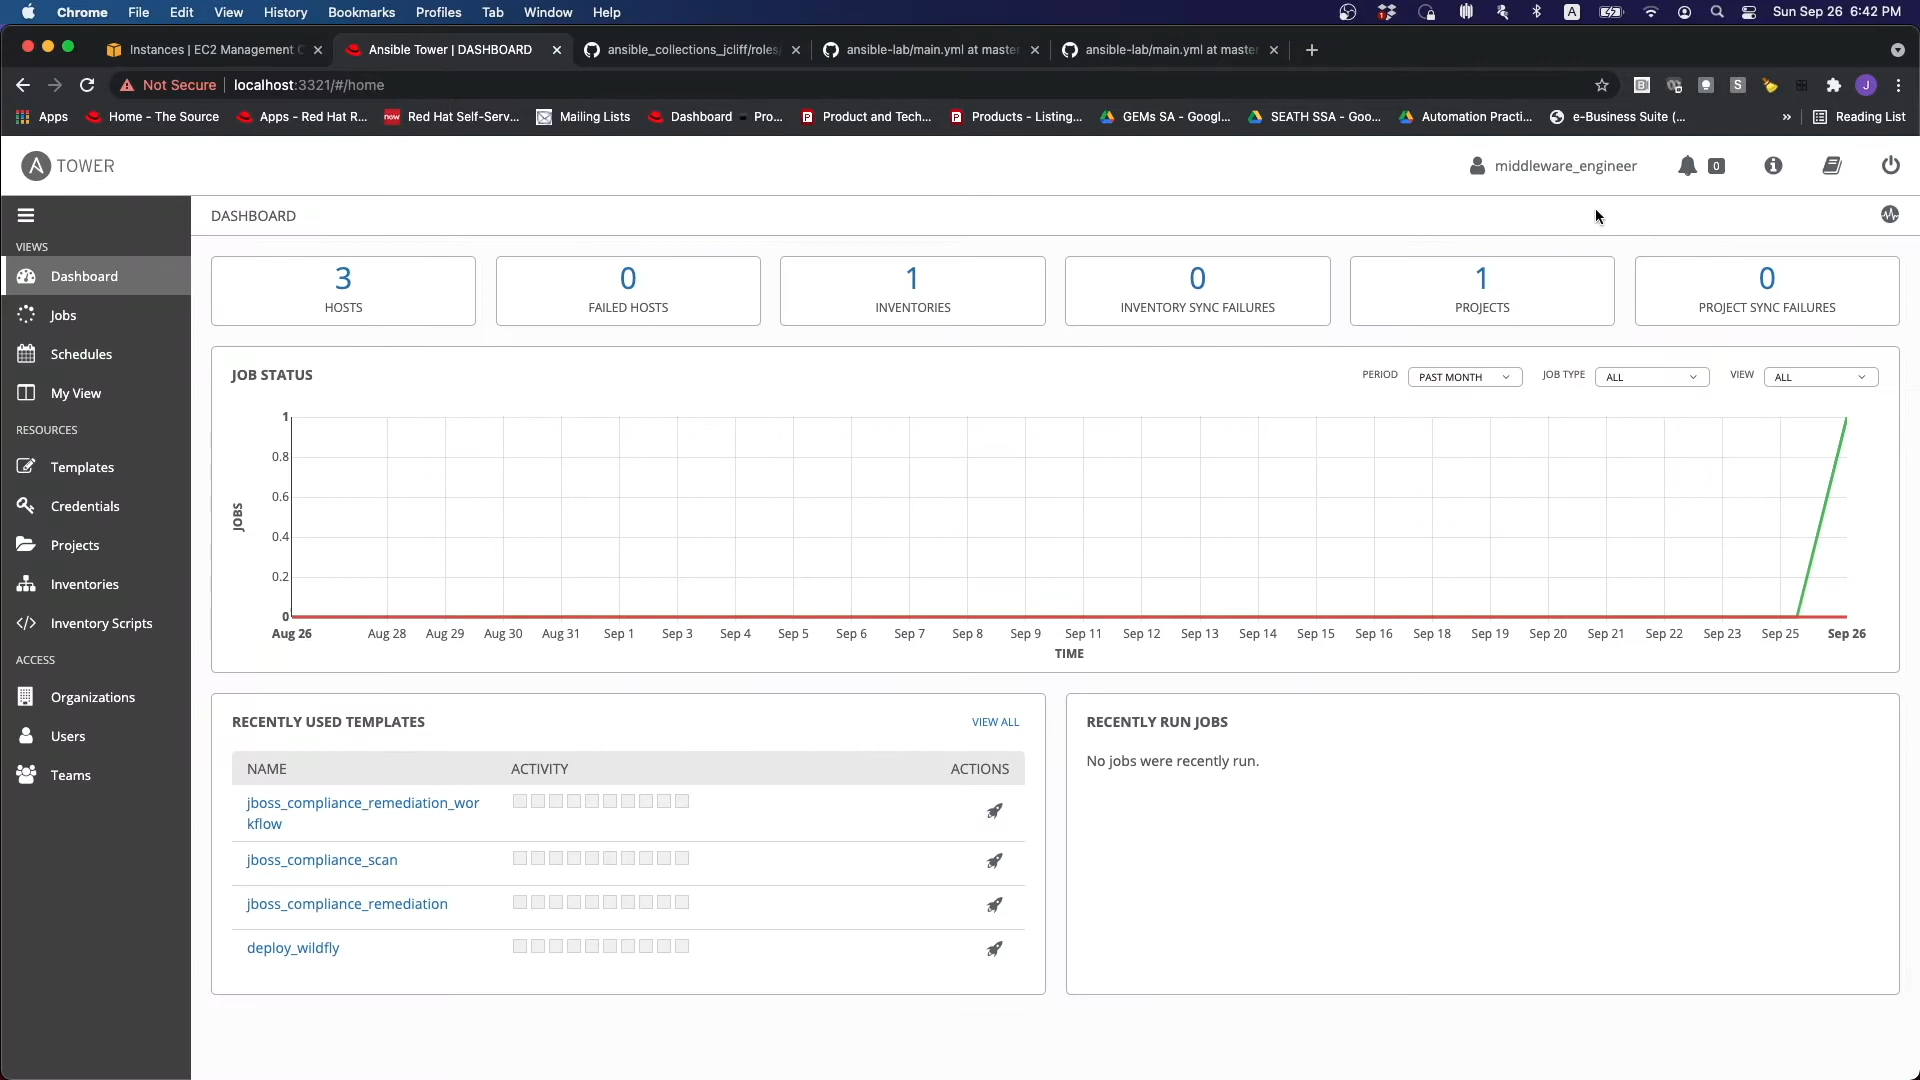 Chrome File Edit View History Bookmarks Profiles Tab Window Help
1 A Sun Sep 26 6:42 PM
Instances | EC2 Management C
Ansible Tower | DASHBOARD
ansible_collections_jcliff/roles/
ansible-lab/main.yml at master
ansible-lab/main.yml at master
Not Secure localhost:3321/#/home
J
Apps Home - The Source Apps - Red Hat R... now Red Hat Self-Serv... Mailing Lists Dashboard - Pro... Product and Tech... Products - Listing... GEMs SA - Googl... SEATH SSA - Goo... Automation Practi... e-Business Suite (... » Reading List
A TOWER
middleware_engineer 0
DASHBOARD
VIEWS
Dashboard
Jobs
Schedules
My View
RESOURCES
Templates
Credentials
Projects
Inventories
Inventory Scripts
ACCESS
Organizations
Users
Teams
3
HOSTS
0
FAILED HOSTS
1
INVENTORIES
0
INVENTORY SYNC FAILURES
1
PROJECTS
0
PROJECT SYNC FAILURES
JOB STATUS
PERIOD PAST MONTH JOB TYPE ALL VIEW ALL
JOBS
1
0.8
0.6
0.4
0.2
0
Aug 26 Aug 28 Aug 29 Aug 30 Aug 31 Sep 1 Sep 3 Sep 4 Sep 5 Sep 6 Sep 7 Sep 8 Sep 9 Sep 11 Sep 12 Sep 13 Sep 14 Sep 15 Sep 16 Sep 18 Sep 19 Sep 20 Sep 21 Sep 22 Sep 23 Sep 25 Sep 26
TIME
RECENTLY USED TEMPLATES
VIEW ALL
NAME ACTIVITY ACTIONS
jboss_compliance_remediation_wor
kflow
jboss_compliance_scan
jboss_compliance_remediation
deploy_wildfly
RECENTLY RUN JOBS
No jobs were recently run.